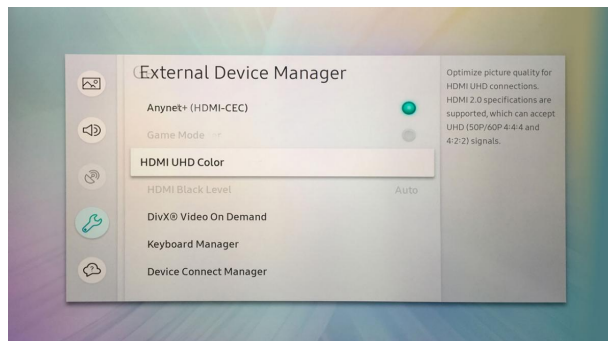 External Device Manager
Anynet+ (HDMI-CEC)
Game Mode
HDMI UHD Color
HDMI Black Level
Auto
DivX® Video On Demand
Keyboard Manager
Device Connect Manager
Optimize picture quality for
HDMI UHD connections.
HDMI 2.0 specifications are
supported, which can accept
UHD (50P/60P 4:4:4 and
4:2:2) signals.